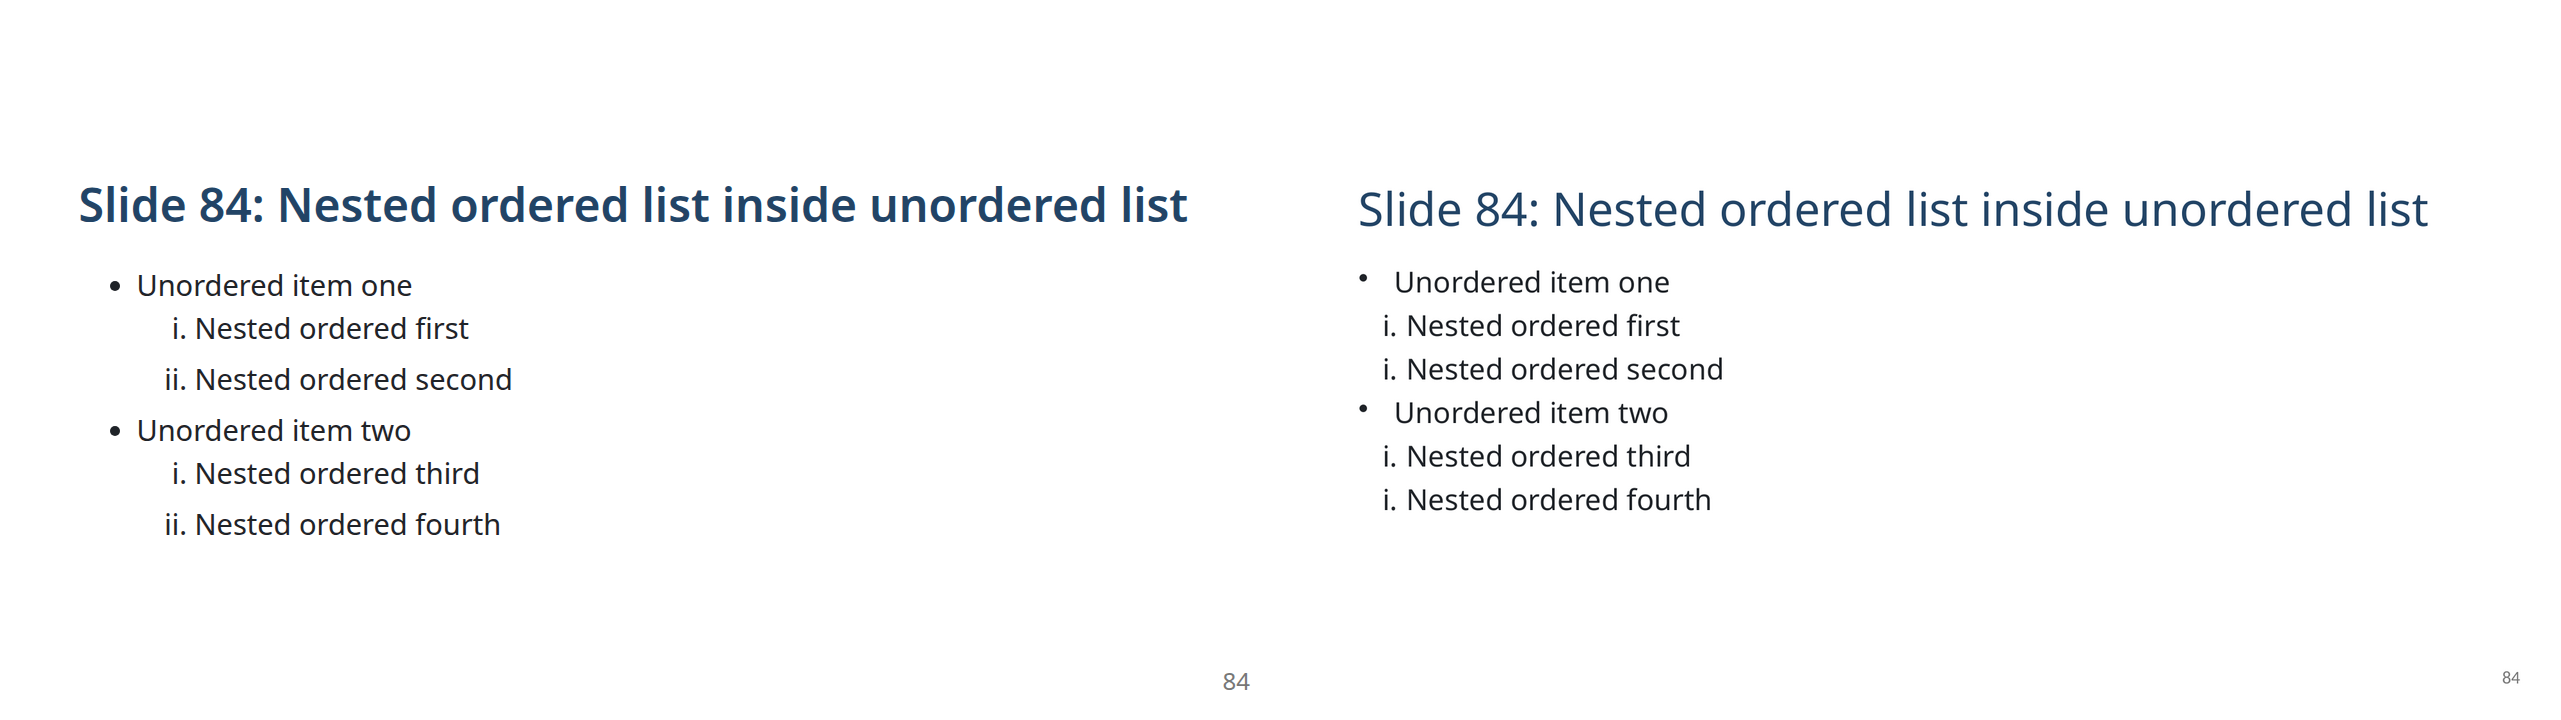 Slide 84: Nested ordered list inside unordered list
• Unordered item one
i. Nested ordered first
ii. Nested ordered second
• Unordered item two
i. Nested ordered third
ii. Nested ordered fourth
84
Slide 84: Nested ordered list inside unordered list
• Unordered item one
i. Nested ordered first
i. Nested ordered second
• Unordered item two
i. Nested ordered third
i. Nested ordered fourth
84